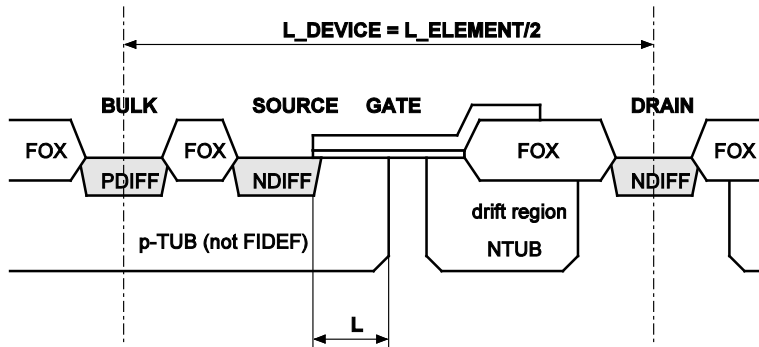 L_DEVICE = L_ELEMENT/2
BULK SOURCE GATE DRAIN
FOX FOX FOX FOX
PDIFF NDIFF NDIFF
drift region
p-TUB (not FIDEF) NTUB
L